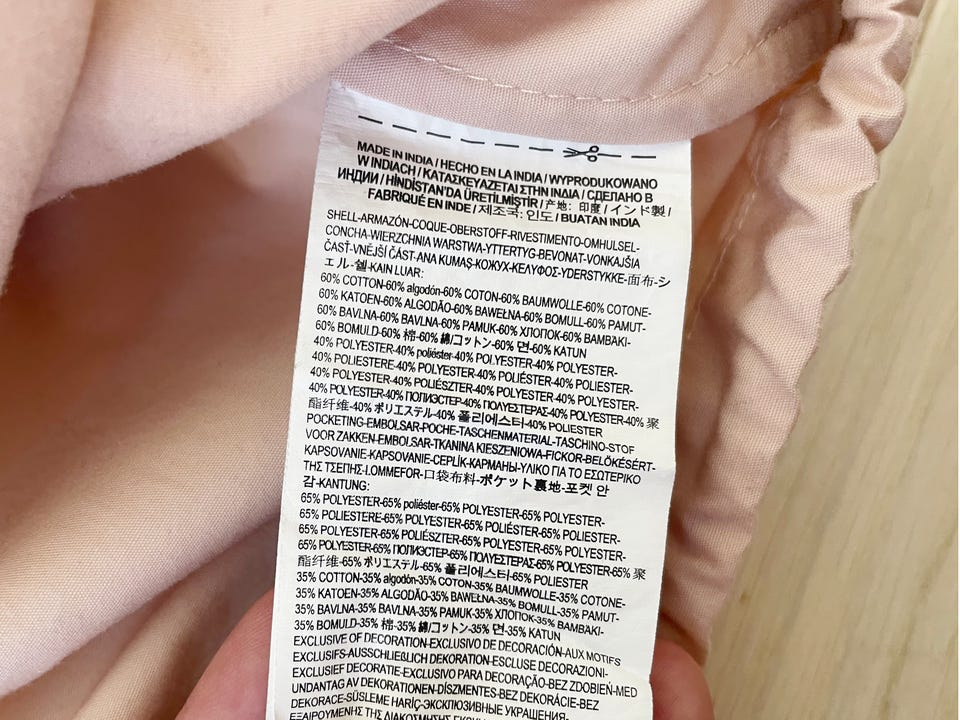 MADE IN INDIA / HECHO EN LA INDIA / WYPRODUKOWANO
W INDIACH / ΚΑΤΑΣΚΕΥΑΖΕΤΑΙ ΣΤΗΝ ΙΝΔΙΑ / СДЕЛАНО В
ИНДИИ / HİNDİSTAN'DA ÜRETİLMİŞTİR / 产地: 印度 / インド製 /
FABRIQUÉ EN INDE / 제조국: 인도 / BUATAN INDIA
SHELL-ARMAZÓN-COQUE-OBERSTOFF-RIVESTIMENTO-OMHULSEL-
CONCHA-WIERZCHNIA WARSTWA-YTTERTYG-BEVONAT-VONKAJŠIA
ČASŤ-VNĚJŠÍ ČÁST-ANA KUMAŞ-КОЖУХ-ΚΕΛΥΦΟΣ-YDERSTYKKE-面布-シ
ェル-쉘-KAIN LUAR:
60% COTTON-60% algodón-60% COTON-60% BAUMWOLLE-60% COTONE-
60% KATOEN-60% ALGODÃO-60% BAWEŁNA-60% BOMULL-60% PAMUT-
60% BAVLNA-60% BAVLNA-60% PAMUK-60% ХЛОПОК-60% ΒΑΜΒΑΚΙ-
60% BOMULD-60% 棉-60% 綿/コットン-60% 면-60% KATUN
40% POLYESTER-40% poliéster-40% POLYESTER-40% POLYESTER-
40% POLIESTERE-40% POLYESTER-40% POLIÉSTER-40% POLIESTER-
40% POLYESTER-40% POLIÉSZTER-40% POLYESTER-40% POLYESTER-
40% POLYESTER-40% ПОЛИЭСТЕР-40% ΠΟΛΥΕΣΤΕΡΑΣ-40% POLYESTER-40% 聚
酯纤维-40% ポリエステル-40% 폴리에스터-40% POLIESTER
POCKETING-EMBOLSAR-POCHE-TASCHENMATERIAL-TASCHINO-STOF
VOOR ZAKKEN-EMBOLSAR-TKANINA KIESZENIOWA-FICKOR-BELÖKÉSÉRT-
KAPSOVANIE-KAPSOVANIE-CEPLİK-КАРМАНЫ-ΥΛΙΚΟ ΓΙΑ ΤΟ ΕΣΩΤΕΡΙΚΟ
ΤΗΣ ΤΣΕΠΗΣ-LOMMEFOR-口袋布料-ポケット裏地-포켓 안
감-KANTUNG:
65% POLYESTER-65% poliéster-65% POLYESTER-65% POLYESTER-
65% POLIESTERE-65% POLYESTER-65% POLIÉSTER-65% POLIESTER-
65% POLYESTER-65% POLIÉSZTER-65% POLYESTER-65% POLYESTER-
65% POLYESTER-65% ПОЛИЭСТЕР-65% ΠΟΛΥΕΣΤΕΡΑΣ-65% POLYESTER-65% 聚
酯纤维-65% ポリエステル-65% 폴리에스터-65% POLIESTER
35% COTTON-35% algodón-35% COTON-35% BAUMWOLLE-35% COTONE-
35% KATOEN-35% ALGODÃO-35% BAWEŁNA-35% BOMULL-35% PAMUT-
35% BAVLNA-35% BAVLNA-35% PAMUK-35% ХЛОПОК-35% ΒΑΜΒΑΚΙ-
35% BOMULD-35% 棉-35% 綿/コットン-35% 면-35% KATUN
EXCLUSIVE OF DECORATION-EXCLUSIVO DE DECORACIÓN-AUX MOTIFS
EXCLUSIFS-AUSSCHLIEßLICH DEKORATION-ESCLUSE DECORAZIONI-
EXCLUSIEF DECORATIE-EXCLUSIVO PARA DECORAÇÃO-BEZ ZDOBIEŃ-MED
UNDANTAG AV DEKORATIONEN-DÍSZMENTES-BEZ DEKORÁCIE-BEZ
DEKORACE-SÜSLEME HARİÇ-ЭКСКЛЮЗИВНЫЕ УКРАШЕНИЯ-
ΕΞΑΙΡΟΥΜΕΝΗΣ ΤΗΣ ΔΙΑΚΟΣΜΗΣΗΣ